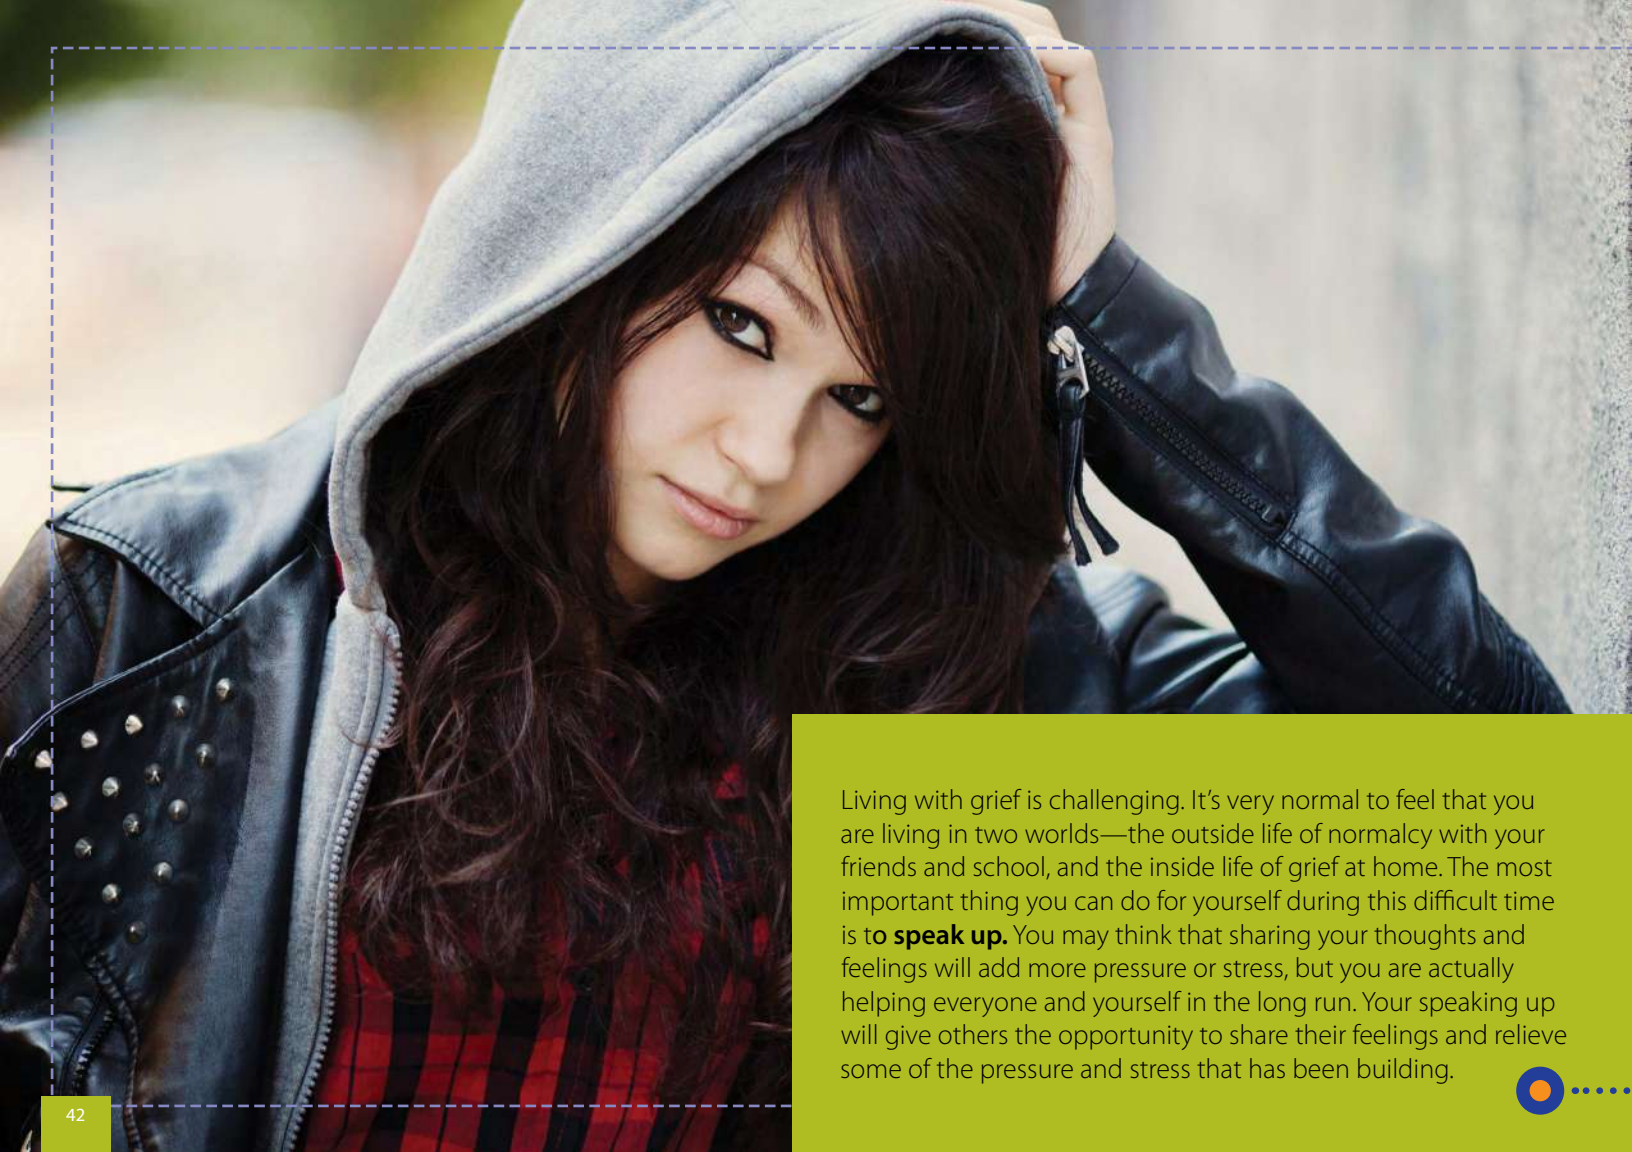 Living with grief is challenging. It’s very normal to feel that you
are living in two worlds—the outside life of normalcy with your
friends and school, and the inside life of grief at home. The most
important thing you can do for yourself during this difficult time
is to speak up. You may think that sharing your thoughts and
feelings will add more pressure or stress, but you are actually
helping everyone and yourself in the long run. Your speaking up
will give others the opportunity to share their feelings and relieve
some of the pressure and stress that has been building.
42